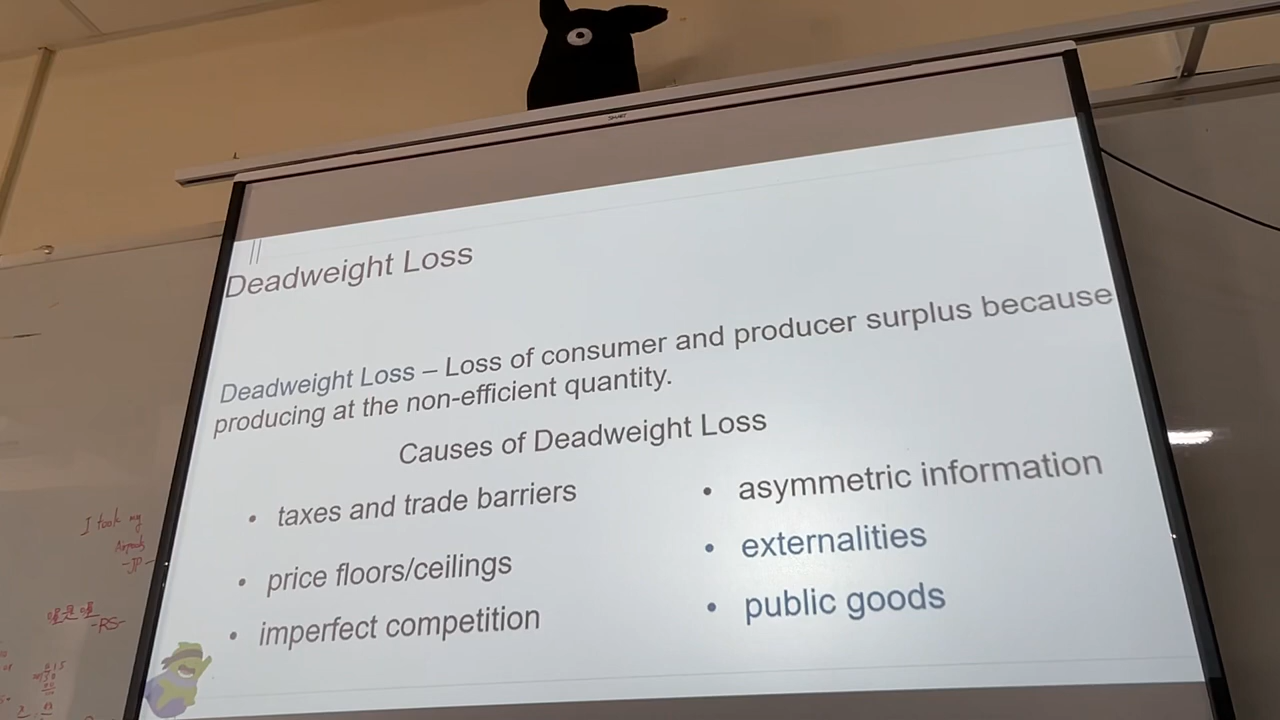 SMART
Deadweight Loss
Deadweight Loss – Loss of consumer and producer surplus because
producing at the non-efficient quantity.
Causes of Deadweight Loss
• taxes and trade barriers
• price floors/ceilings
• imperfect competition
• asymmetric information
• externalities
• public goods
I took my
Airpods
-JP-
-RS-